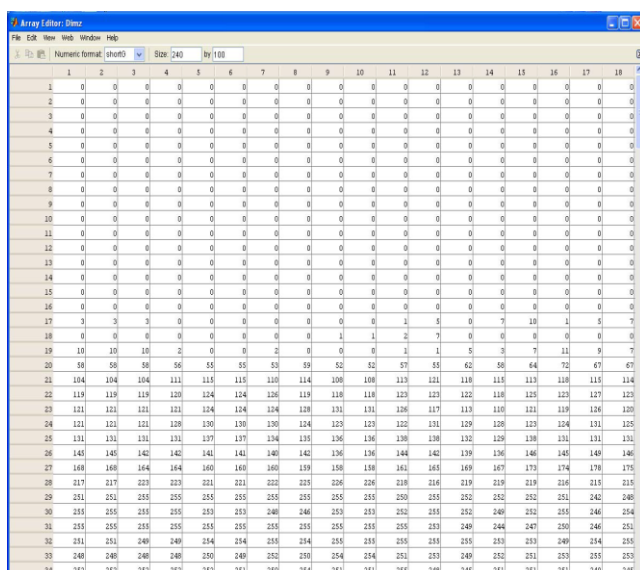 Array Editor: Dimz
File Edit View Web Window Help
Numeric format: shortG Size: 240 by 100
1 2 3 4 5 6 7 8 9 10 11 12 13 14 15 16 17 18
1 0 0 0 0 0 0 0 0 0 0 0 0 0 0 0 0 0 0
2 0 0 0 0 0 0 0 0 0 0 0 0 0 0 0 0 0 0
3 0 0 0 0 0 0 0 0 0 0 0 0 0 0 0 0 0 0
4 0 0 0 0 0 0 0 0 0 0 0 0 0 0 0 0 0 0
5 0 0 0 0 0 0 0 0 0 0 0 0 0 0 0 0 0 0
6 0 0 0 0 0 0 0 0 0 0 0 0 0 0 0 0 0 0
7 0 0 0 0 0 0 0 0 0 0 0 0 0 0 0 0 0 0
8 0 0 0 0 0 0 0 0 0 0 0 0 0 0 0 0 0 0
9 0 0 0 0 0 0 0 0 0 0 0 0 0 0 0 0 0 0
10 0 0 0 0 0 0 0 0 0 0 0 0 0 0 0 0 0 0
11 0 0 0 0 0 0 0 0 0 0 0 0 0 0 0 0 0 0
12 0 0 0 0 0 0 0 0 0 0 0 0 0 0 0 0 0 0
13 0 0 0 0 0 0 0 0 0 0 0 0 0 0 0 0 0 0
14 0 0 0 0 0 0 0 0 0 0 0 0 0 0 0 0 0 0
15 0 0 0 0 0 0 0 0 0 0 0 0 0 0 0 0 0 0
16 0 0 0 0 0 0 0 0 0 0 0 0 0 0 0 0 0 0
17 3 3 3 0 0 0 0 0 0 0 1 5 0 7 10 1 5 7
18 0 0 0 0 0 0 0 0 1 1 2 7 0 0 0 0 0 0
19 10 10 10 2 0 0 2 0 0 0 1 1 5 3 7 11 9 7
20 58 58 58 56 55 55 53 59 52 52 57 55 62 58 64 72 67 67
21 104 104 104 111 115 115 110 114 108 108 113 121 118 115 113 118 115 114
22 119 119 119 120 124 124 126 119 118 118 123 123 122 118 125 123 127 123
23 121 121 121 121 124 124 124 128 131 131 126 117 113 110 121 119 126 120
24 121 121 121 128 130 130 130 124 123 123 122 131 129 128 123 124 131 125
25 131 131 131 131 137 137 134 135 136 136 138 138 132 129 138 131 131 131
26 145 145 142 142 141 141 140 142 136 136 144 142 139 136 146 145 149 146
27 168 168 164 164 160 160 160 159 158 158 161 165 169 167 173 174 178 175
28 217 217 223 223 221 221 222 225 226 226 218 216 219 219 219 216 215 215
29 251 251 255 255 255 255 255 255 255 255 250 255 252 252 252 251 242 248
30 255 255 255 255 253 253 248 246 253 253 252 255 252 249 252 255 246 254
31 255 255 255 255 255 255 255 255 255 255 255 253 249 244 247 250 246 251
32 251 251 249 249 254 254 255 254 255 255 255 255 255 253 253 249 254 255
33 248 248 248 248 250 249 252 250 254 254 251 253 249 252 251 253 255 253